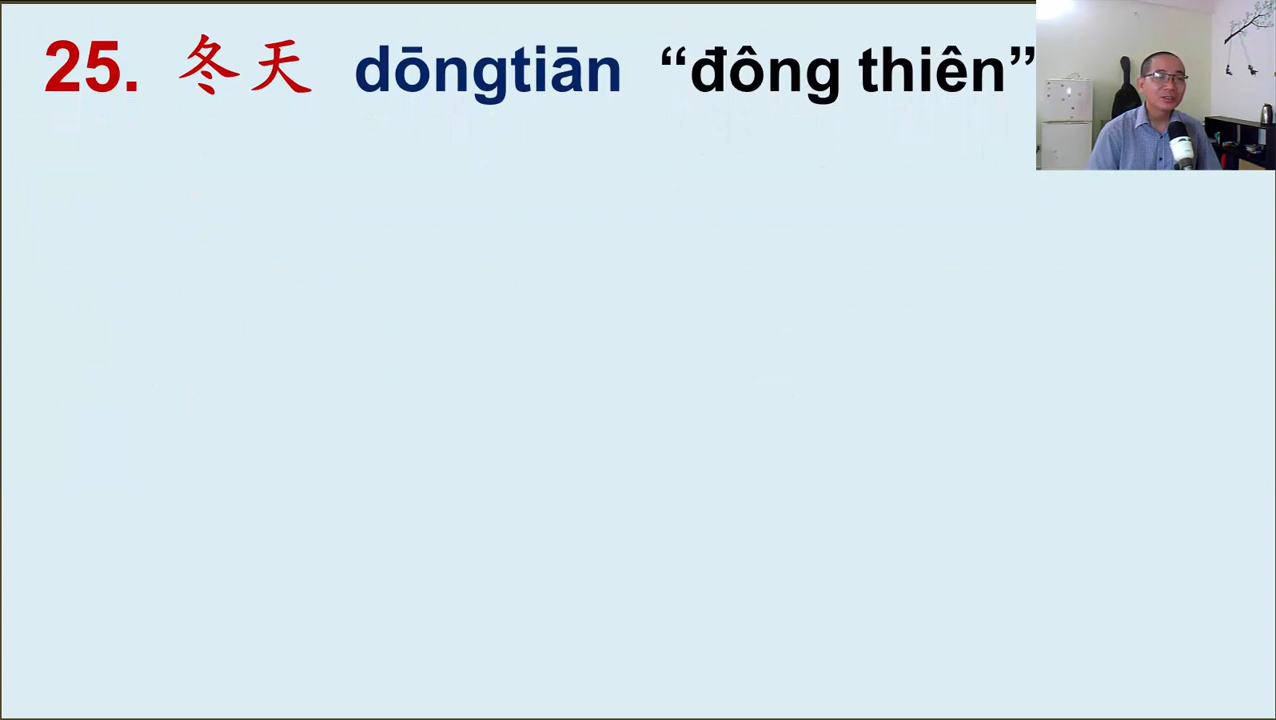 25. 冬天 dōngtiān “đông thiên”